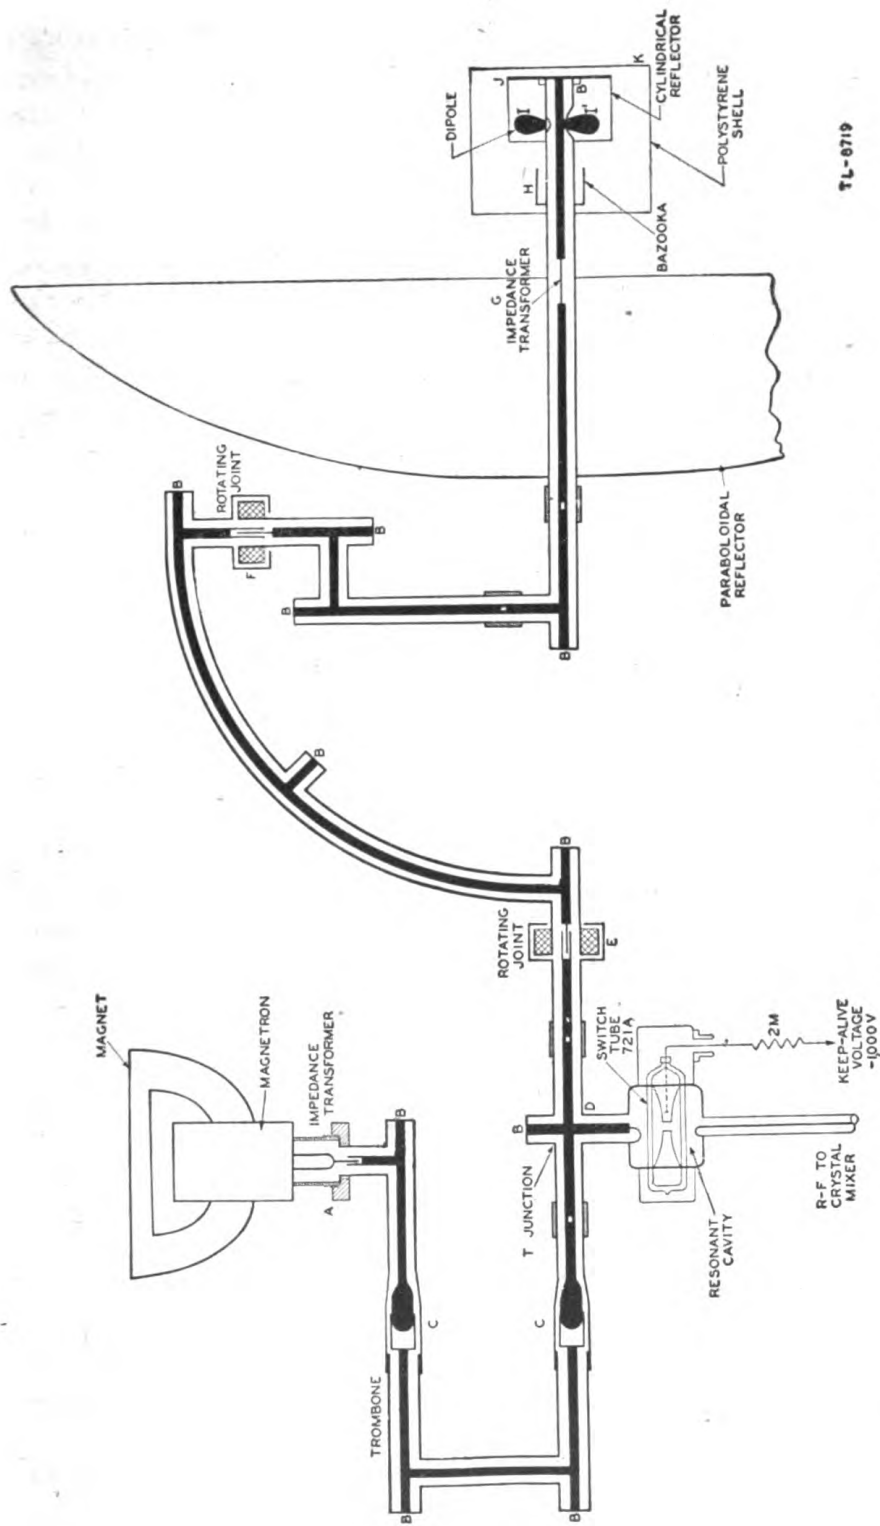 MAGNET
MAGNETRON
IMPEDANCE
TRANSFORMER
A
B
C
TROMBONE
B
B
C
T JUNCTION
B
D
SWITCH
TUBE
721A
2M
KEEP-ALIVE
VOLTAGE
-1000V
R-F TO
CRYSTAL
MIXER
RESONANT
CAVITY
ROTATING
JOINT
E
B
B
B
ROTATING
JOINT
F
B
B
B
PARABOLOIDAL
REFLECTOR
G
IMPEDANCE
TRANSFORMER
BAZOOKA
H
DIPOLE
I
I'
J
B
K
CYLINDRICAL
REFLECTOR
POLYSTYRENE
SHELL
TL-8719